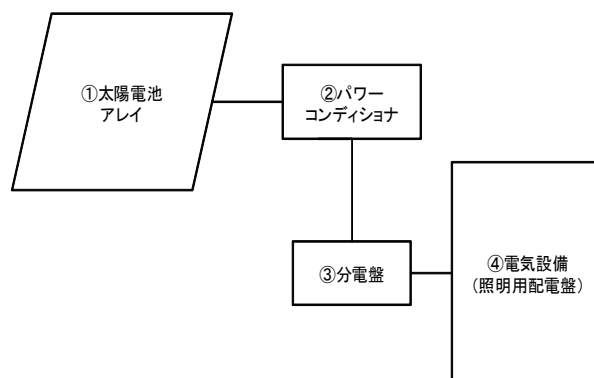 ①太陽電池
アレイ
②パワー
コンディショナ
③分電盤
④電気設備
(照明用配電盤)